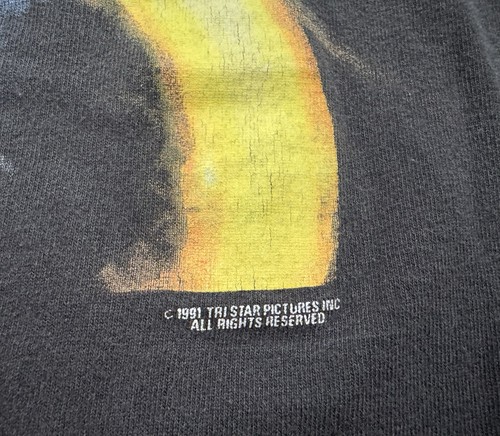 C 1991 TRI STAR PICTURES INC
ALL RIGHTS RESERVED